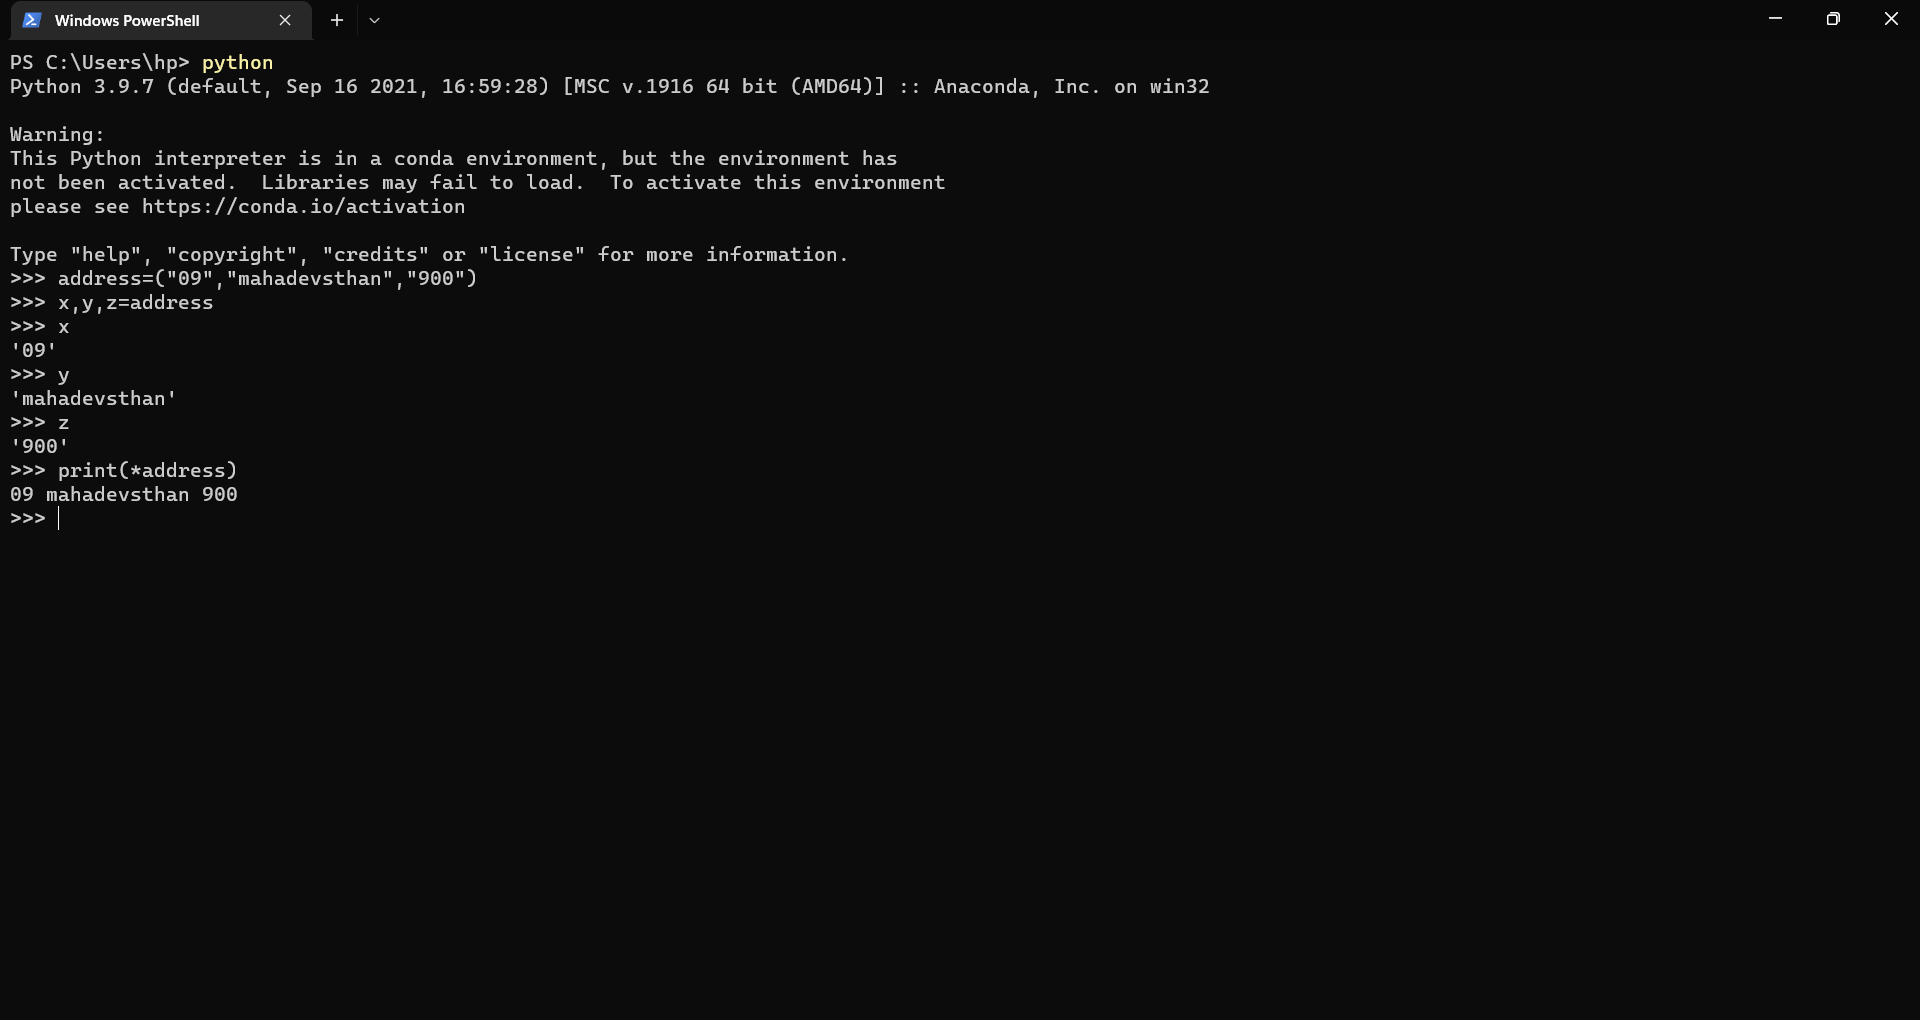 Windows PowerShell
PS C:\Users\hp> python
Python 3.9.7 (default, Sep 16 2021, 16:59:28) [MSC v.1916 64 bit (AMD64)] :: Anaconda, Inc. on win32
Warning:
This Python interpreter is in a conda environment, but the environment has
not been activated.  Libraries may fail to load.  To activate this environment
please see https://conda.io/activation
Type "help", "copyright", "credits" or "license" for more information.
>>> address=("09","mahadevsthan","900")
>>> x,y,z=address
>>> x
'09'
>>> y
'mahadevsthan'
>>> z
'900'
>>> print(*address)
09 mahadevsthan 900
>>>